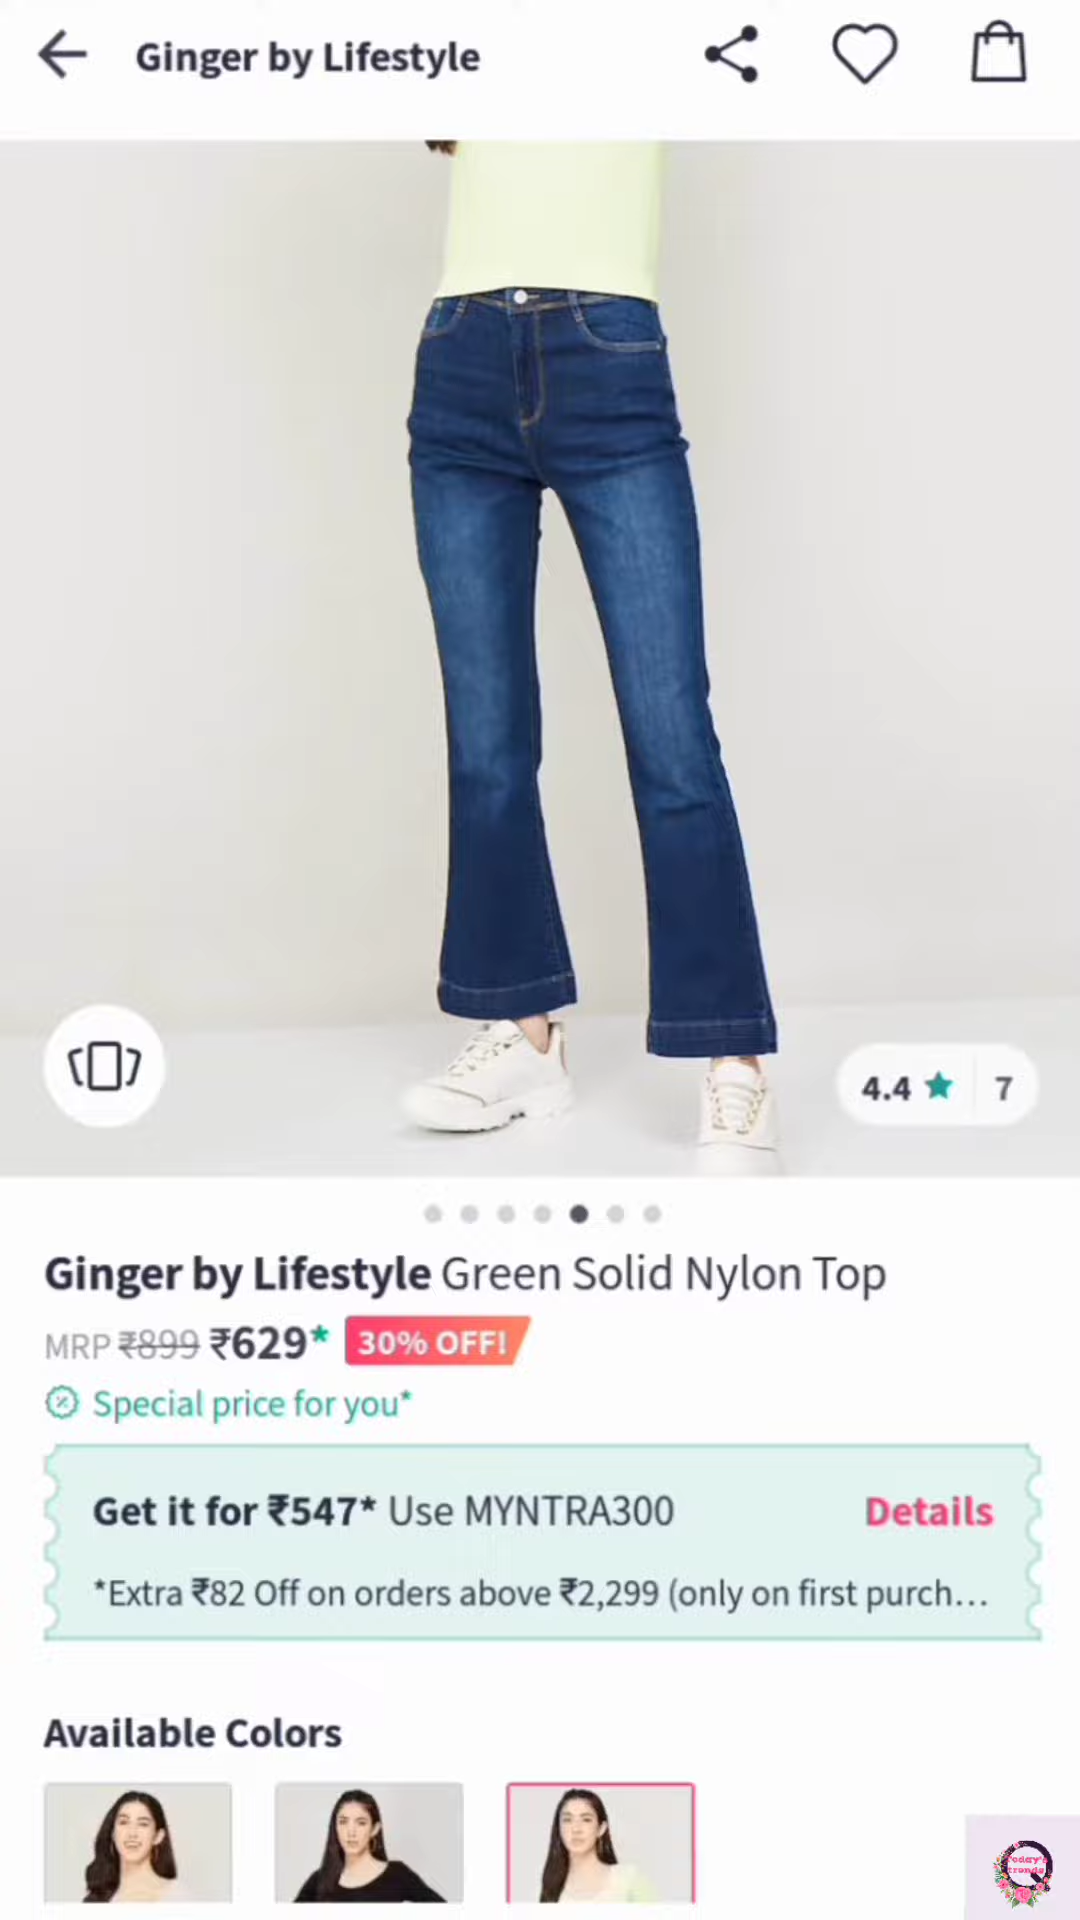 Ginger by Lifestyle
4.4 7
Ginger by Lifestyle Green Solid Nylon Top
MRP ₹899 ₹629* 30% OFF!
Special price for you*
Get it for ₹547* Use MYNTRA300 Details
*Extra ₹82 Off on orders above ₹2,299 (only on first purch...
Available Colors
Today's
trends